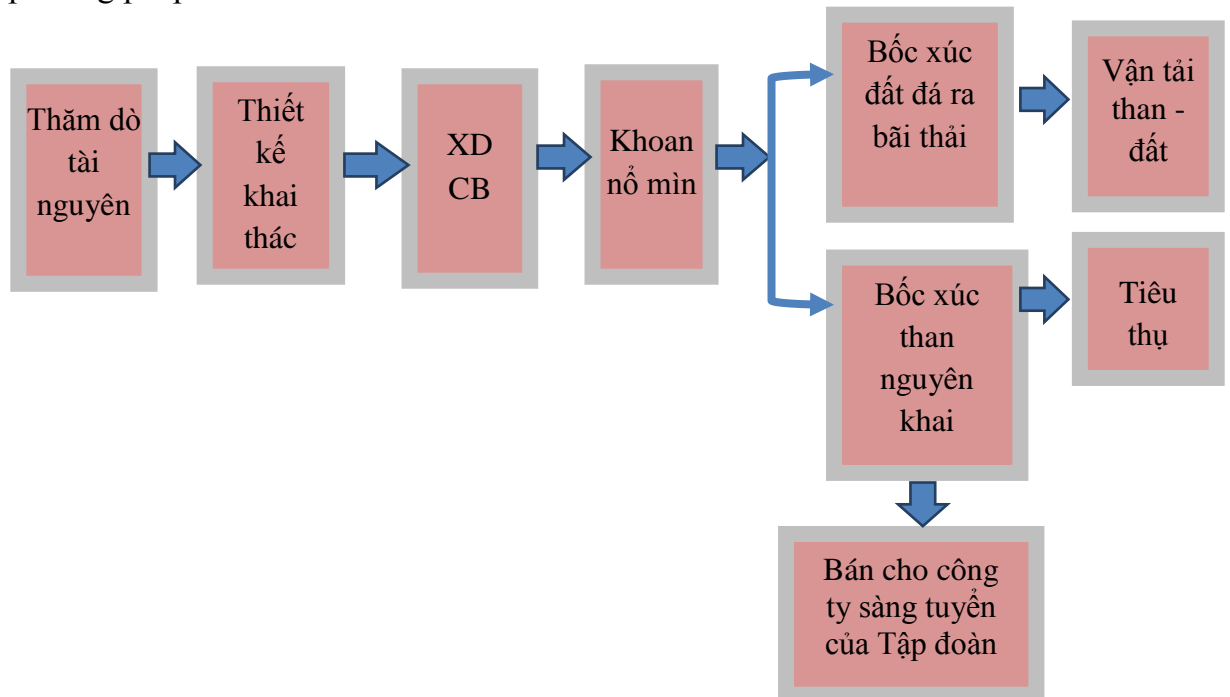 Thăm dò
tài
nguyên
Thiết
kế
khai
thác
XD
CB
Khoan
nổ mìn
Bốc xúc
đất đá ra
bãi thải
Vận tải
than -
đất
Bốc xúc
than
nguyên
khai
Tiêu
thụ
Bán cho công
ty sàng tuyển
của Tập đoàn